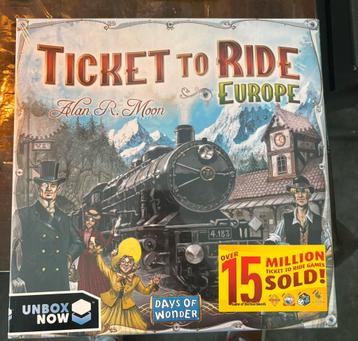 TICKET TO RIDE
EUROPE
Alan R. Moon
4.183
OVER
15 MILLION
TICKET TO RIDE GAMES
SOLD!
UNBOX
NOW
DAYS OF
WONDER